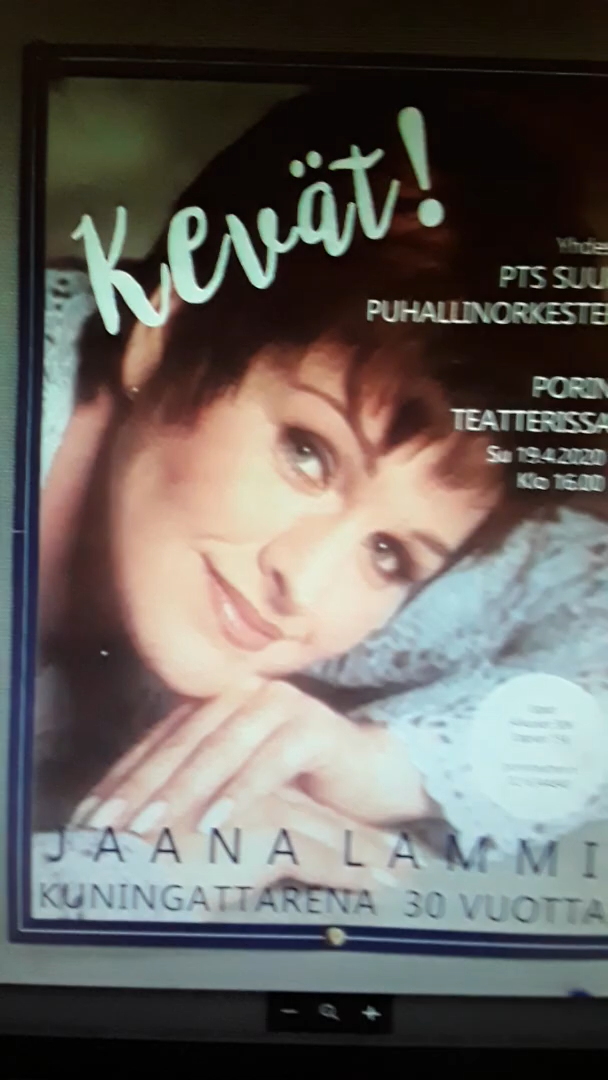 Kevät!
PTS SUU
PUHALLINORKESTE
PORIN
TEATTERISSA
Su 19.4.2020
Klo 16.00
JAANA LAMMI
KUNINGATTARENA 30 VUOTTA